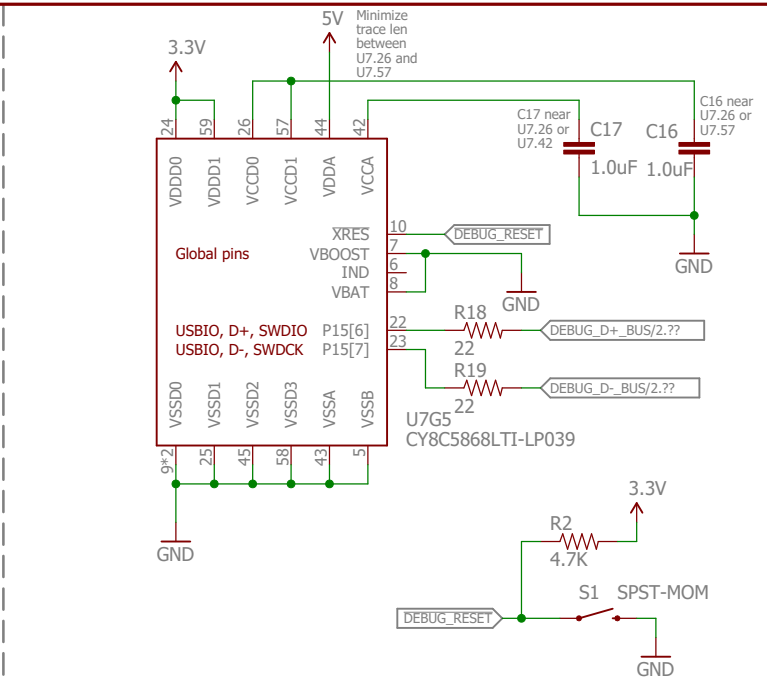 5V
Minimize
trace len
between
U7.26 and
U7.57
3.3V
24
59
26
57
44
42
C17 near
U7.26 or
U7.42
C17
1.0uF
C16
1.0uF
C16 near
U7.26 or
U7.57
GND
VDDD0
VDDD1
VCCD0
VCCD1
VDDA
VCCA
Global pins
XRES
10
DEBUG_RESET
VBOOST
7
IND
6
VBAT
8
GND
USBIO, D+, SWDIO
P15[6]
22
R18
22
DEBUG_D+_BUS/2.??
USBIO, D-, SWDCK
P15[7]
23
R19
22
DEBUG_D-_BUS/2.??
VSSD0
VSSD1
VSSD2
VSSD3
VSSA
VSSB
U7G5
CY8C5868LTI-LP039
9*2
25
45
58
43
5
GND
3.3V
R2
4.7K
S1
SPST-MOM
DEBUG_RESET
GND